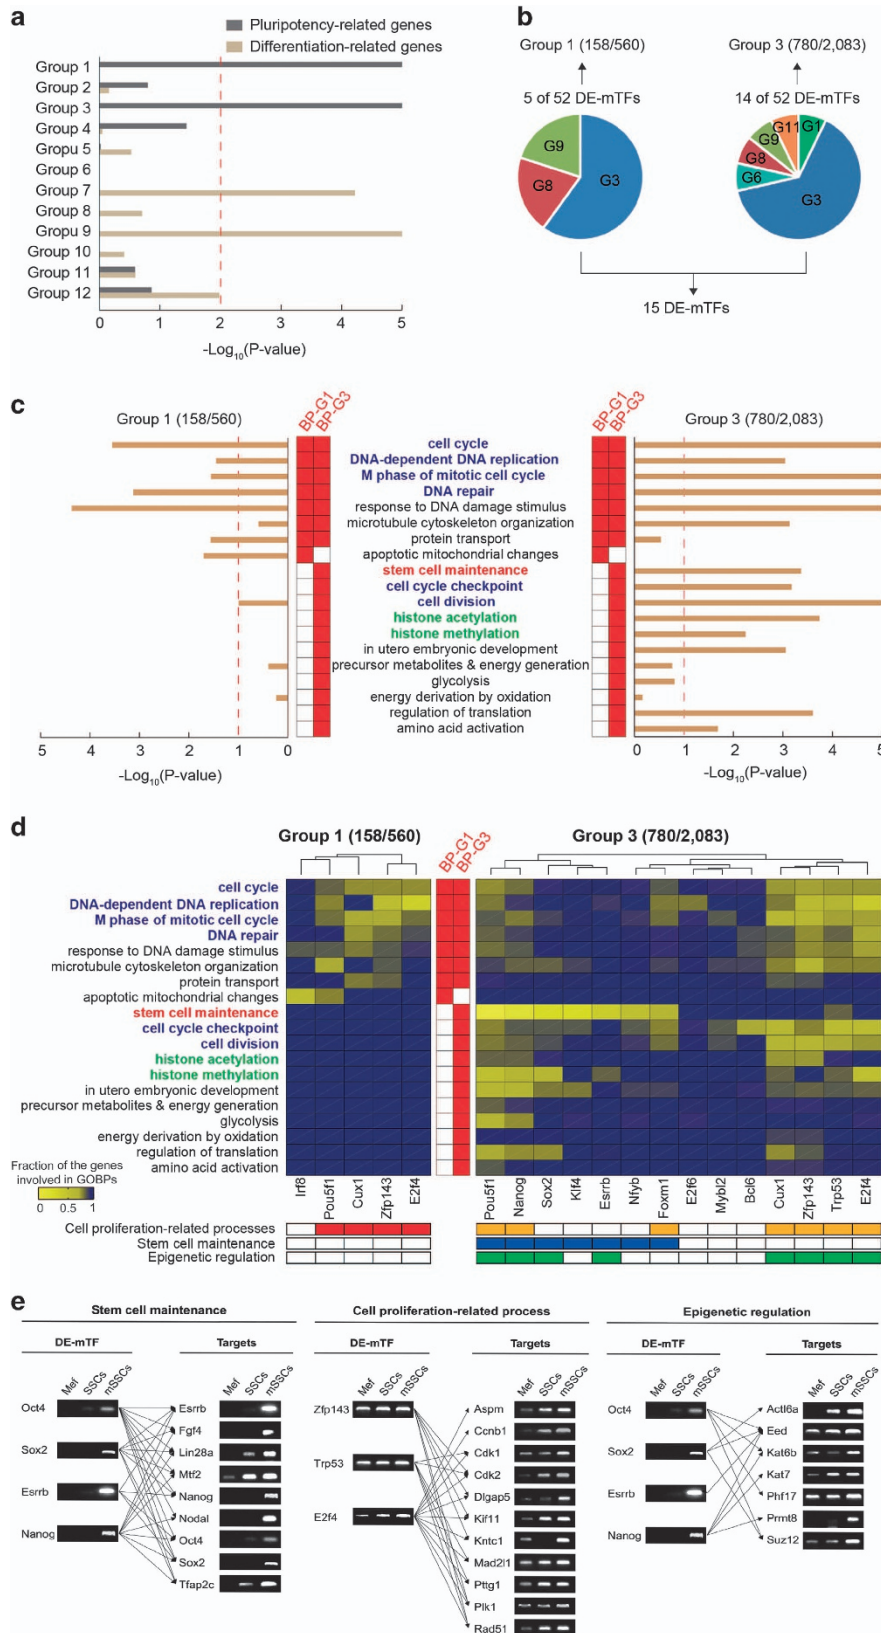 a
Pluripotency-related genes
Differentiation-related genes
Group 1
Group 2
Group 3
Group 4
Gropu 5
Group 6
Group 7
Group 8
Gropu 9
Group 10
Group 11
Group 12
0 1 2 3 4 5
-Log10(P-value)
b
Group 1 (158/560)
Group 3 (780/2,083)
5 of 52 DE-mTFs
14 of 52 DE-mTFs
G9
G8
G3
G11
G1
G9
G8
G6
G3
15 DE-mTFs
c
Group 1 (158/560)
BP-G1
BP-G3
BP-G1
BP-G3
Group 3 (780/2,083)
cell cycle
DNA-dependent DNA replication
M phase of mitotic cell cycle
DNA repair
response to DNA damage stimulus
microtubule cytoskeleton organization
protein transport
apoptotic mitochondrial changes
stem cell maintenance
cell cycle checkpoint
cell division
histone acetylation
histone methylation
in utero embryonic development
precursor metabolites & energy generation
glycolysis
energy derivation by oxidation
regulation of translation
amino acid activation
5 4 3 2 1 0
-Log10(P-value)
0 1 2 3 4 5
-Log10(P-value)
d
Group 1 (158/560)
BP-G1
BP-G3
Group 3 (780/2,083)
cell cycle
DNA-dependent DNA replication
M phase of mitotic cell cycle
DNA repair
response to DNA damage stimulus
microtubule cytoskeleton organization
protein transport
apoptotic mitochondrial changes
stem cell maintenance
cell cycle checkpoint
cell division
histone acetylation
histone methylation
in utero embryonic development
precursor metabolites & energy generation
glycolysis
energy derivation by oxidation
regulation of translation
amino acid activation
Fraction of the genes
involved in GOBPs
0 0.5 1
Irf8
Pou5f1
Cux1
Zfp143
E2f4
Pou5f1
Nanog
Sox2
Klf4
Esrrb
Nfyb
Foxm1
E2f6
Mybl2
Bcl6
Cux1
Zfp143
Trp53
E2f4
Cell proliferation-related processes
Stem cell maintenance
Epigenetic regulation
e
Stem cell maintenance
DE-mTF
Targets
Mef SSCs mSSCs
Mef SSCs mSSCs
Oct4
Sox2
Esrrb
Nanog
Esrrb
Fgf4
Lin28a
Mtf2
Nanog
Nodal
Oct4
Sox2
Tfap2c
Cell proliferation-related process
DE-mTF
Targets
Mef SSCs mSSCs
Mef SSCs mSSCs
Zfp143
Trp53
E2f4
Aspm
Ccnb1
Cdk1
Cdk2
Dlgap5
Kif11
Kntc1
Mad2l1
Pttg1
Plk1
Rad51
Epigenetic regulation
DE-mTF
Targets
Mef SSCs mSSCs
Mef SSCs mSSCs
Oct4
Sox2
Esrrb
Nanog
Actl6a
Eed
Kat6b
Kat7
Phf17
Prmt8
Suz12